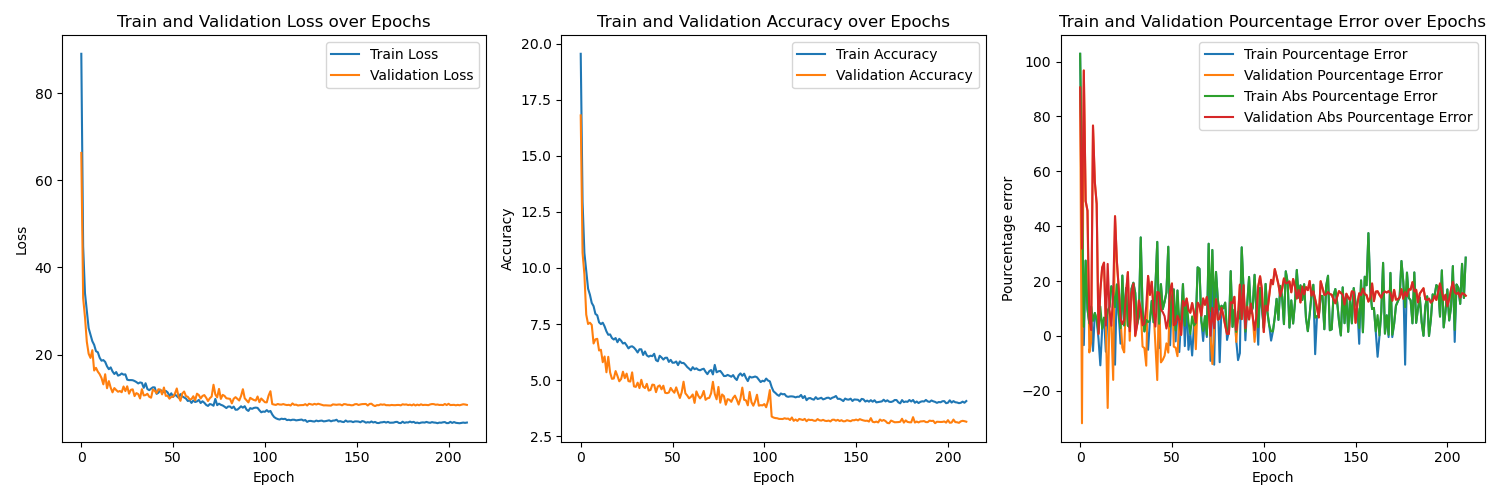 Train and Validation Loss over Epochs
Train Loss
Validation Loss
80
60
40
20
Loss
0
50
100
150
200
Epoch
Train and Validation Accuracy over Epochs
Train Accuracy
Validation Accuracy
20.0
17.5
15.0
12.5
10.0
7.5
5.0
2.5
Accuracy
0
50
100
150
200
Epoch
Train and Validation Pourcentage Error over Epochs
Train Pourcentage Error
Validation Pourcentage Error
Train Abs Pourcentage Error
Validation Abs Pourcentage Error
100
80
60
40
20
0
−20
Pourcentage error
0
50
100
150
200
Epoch